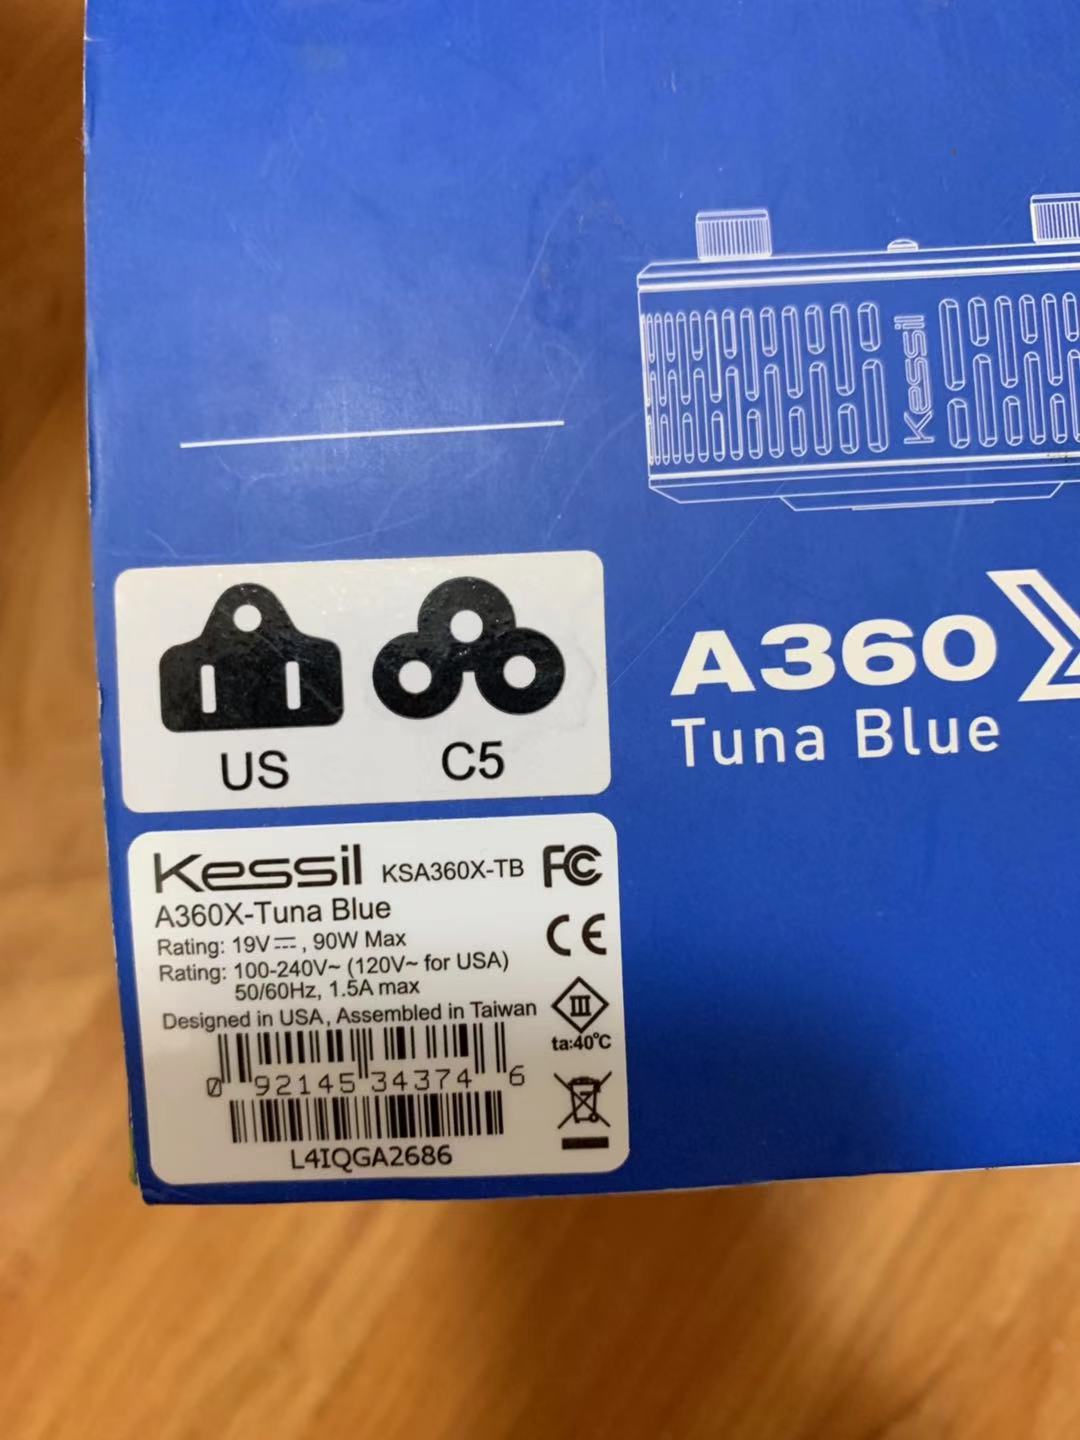 Kessil
A360X
Tuna Blue
US
C5
Kessil KSA360X-TB FC
A360X-Tuna Blue
CE
Rating: 19V⎓, 90W Max
Rating: 100-240V~ (120V~ for USA)
50/60Hz, 1.5A max
III
Designed in USA, Assembled in Taiwan
ta:40°C
0 92145 34374 6
L4IQGA2686